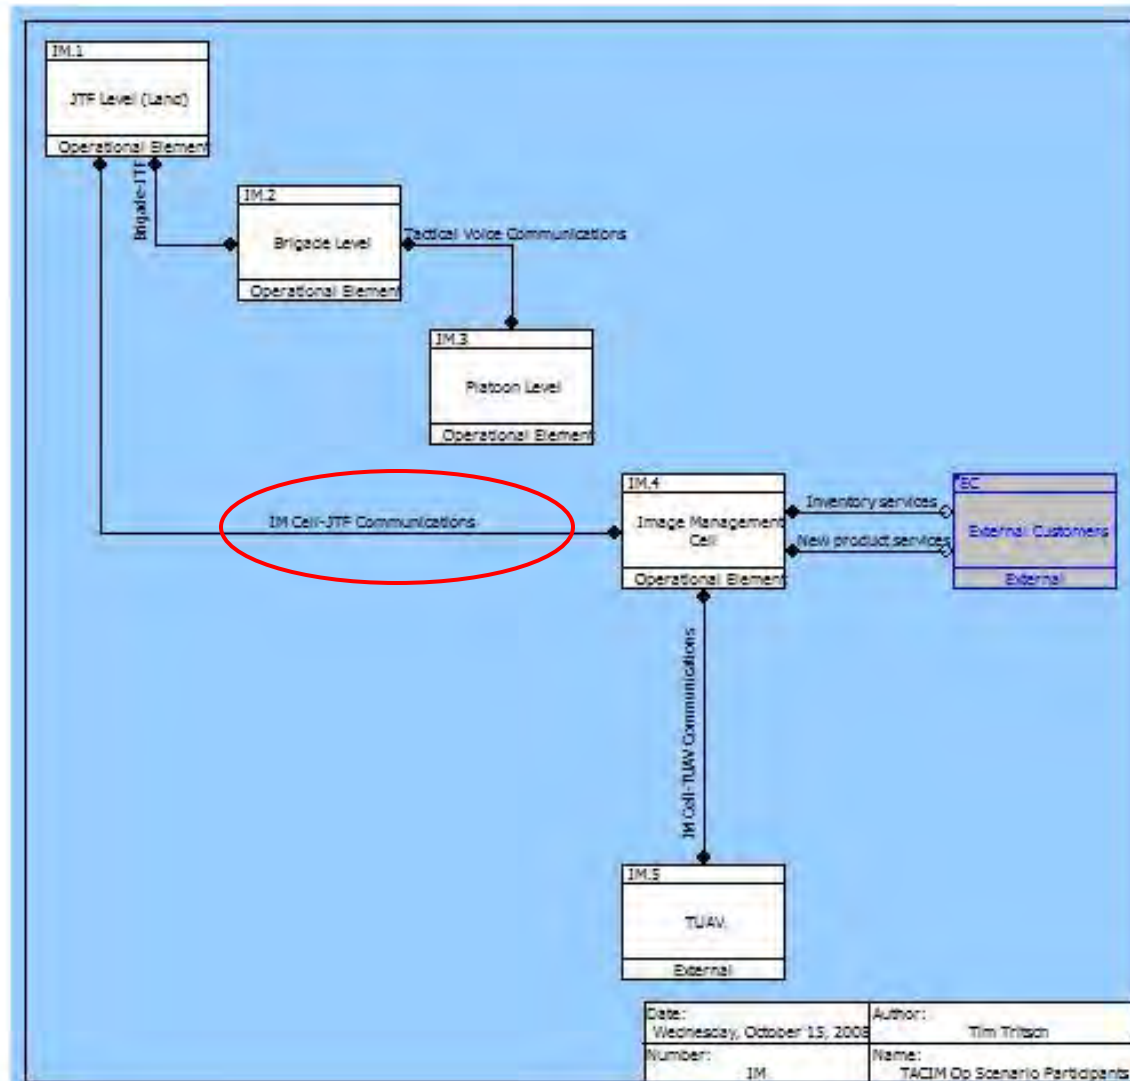 IM.1
JTF Level (Land)
Operational Element
Brigade-JTF
IM.2
Brigade Level
Operational Element
Tactical Voice Communications
IM.3
Platoon Level
Operational Element
IM Cell-JTF Communications
IM.4
Image Management
Cell
Operational Element
Inventory services
New product services
EC
External Customers
External
IM Cell-TUAV Communications
IM.5
TUAV
External
Date:
Wednesday, October 15, 2008
Author:
Tim Tritsch
Number:
IM
Name:
TACIM Op Scenario Participants